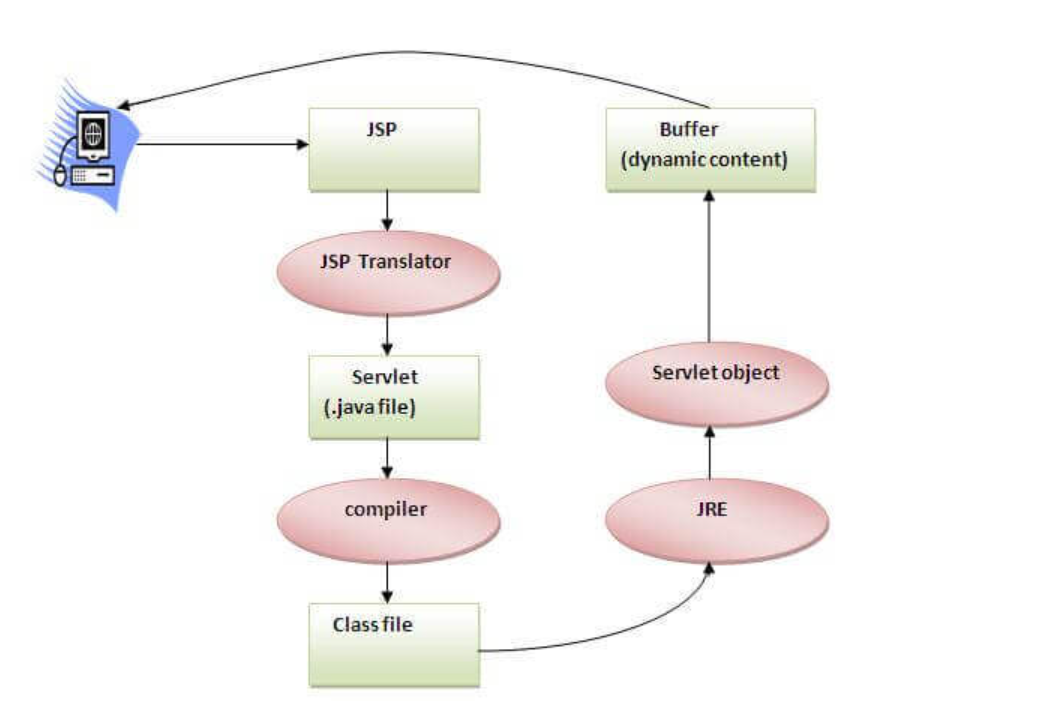 JSP
Buffer
(dynamic content)
JSP Translator
Servlet
(.java file)
Servlet object
compiler
JRE
Class file